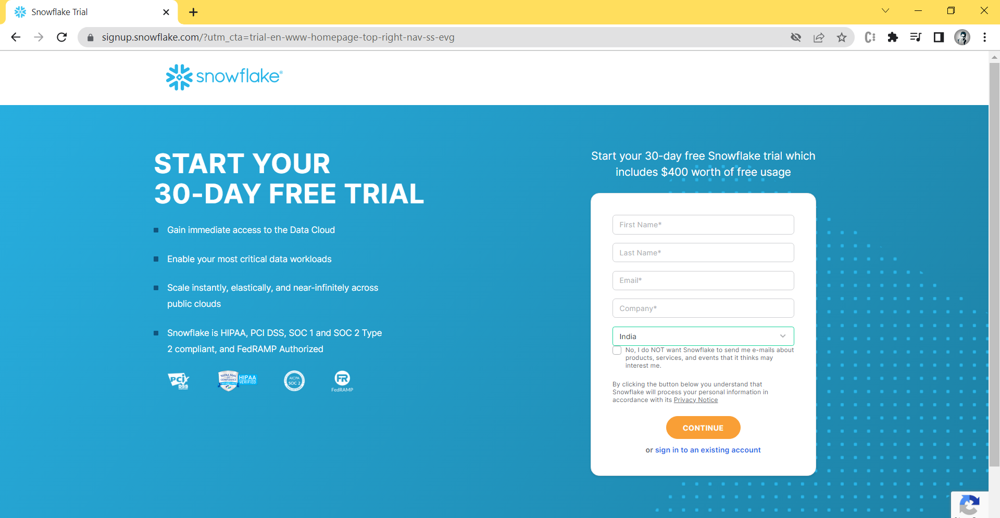 Snowflake Trial
signup.snowflake.com/?utm_cta=trial-en-www-homepage-top-right-nav-ss-evg
snowflake®
START YOUR
30-DAY FREE TRIAL
Gain immediate access to the Data Cloud
Enable your most critical data workloads
Scale instantly, elastically, and near-infinitely across
public clouds
Snowflake is HIPAA, PCI DSS, SOC 1 and SOC 2 Type
2 compliant, and FedRAMP Authorized
PCI
DSS
HIPAA SEAL
OF
COMPLIANCE
HIPAA
VERIFIED
AICPA
SOC 2
FR
FedRAMP
Start your 30-day free Snowflake trial which
includes $400 worth of free usage
First Name*
Last Name*
Email*
Company*
India
No, I do NOT want Snowflake to send me e-mails about
products, services, and events that it thinks may
interest me.
By clicking the button below you understand that
Snowflake will process your personal information in
accordance with its Privacy Notice
CONTINUE
or sign in to an existing account